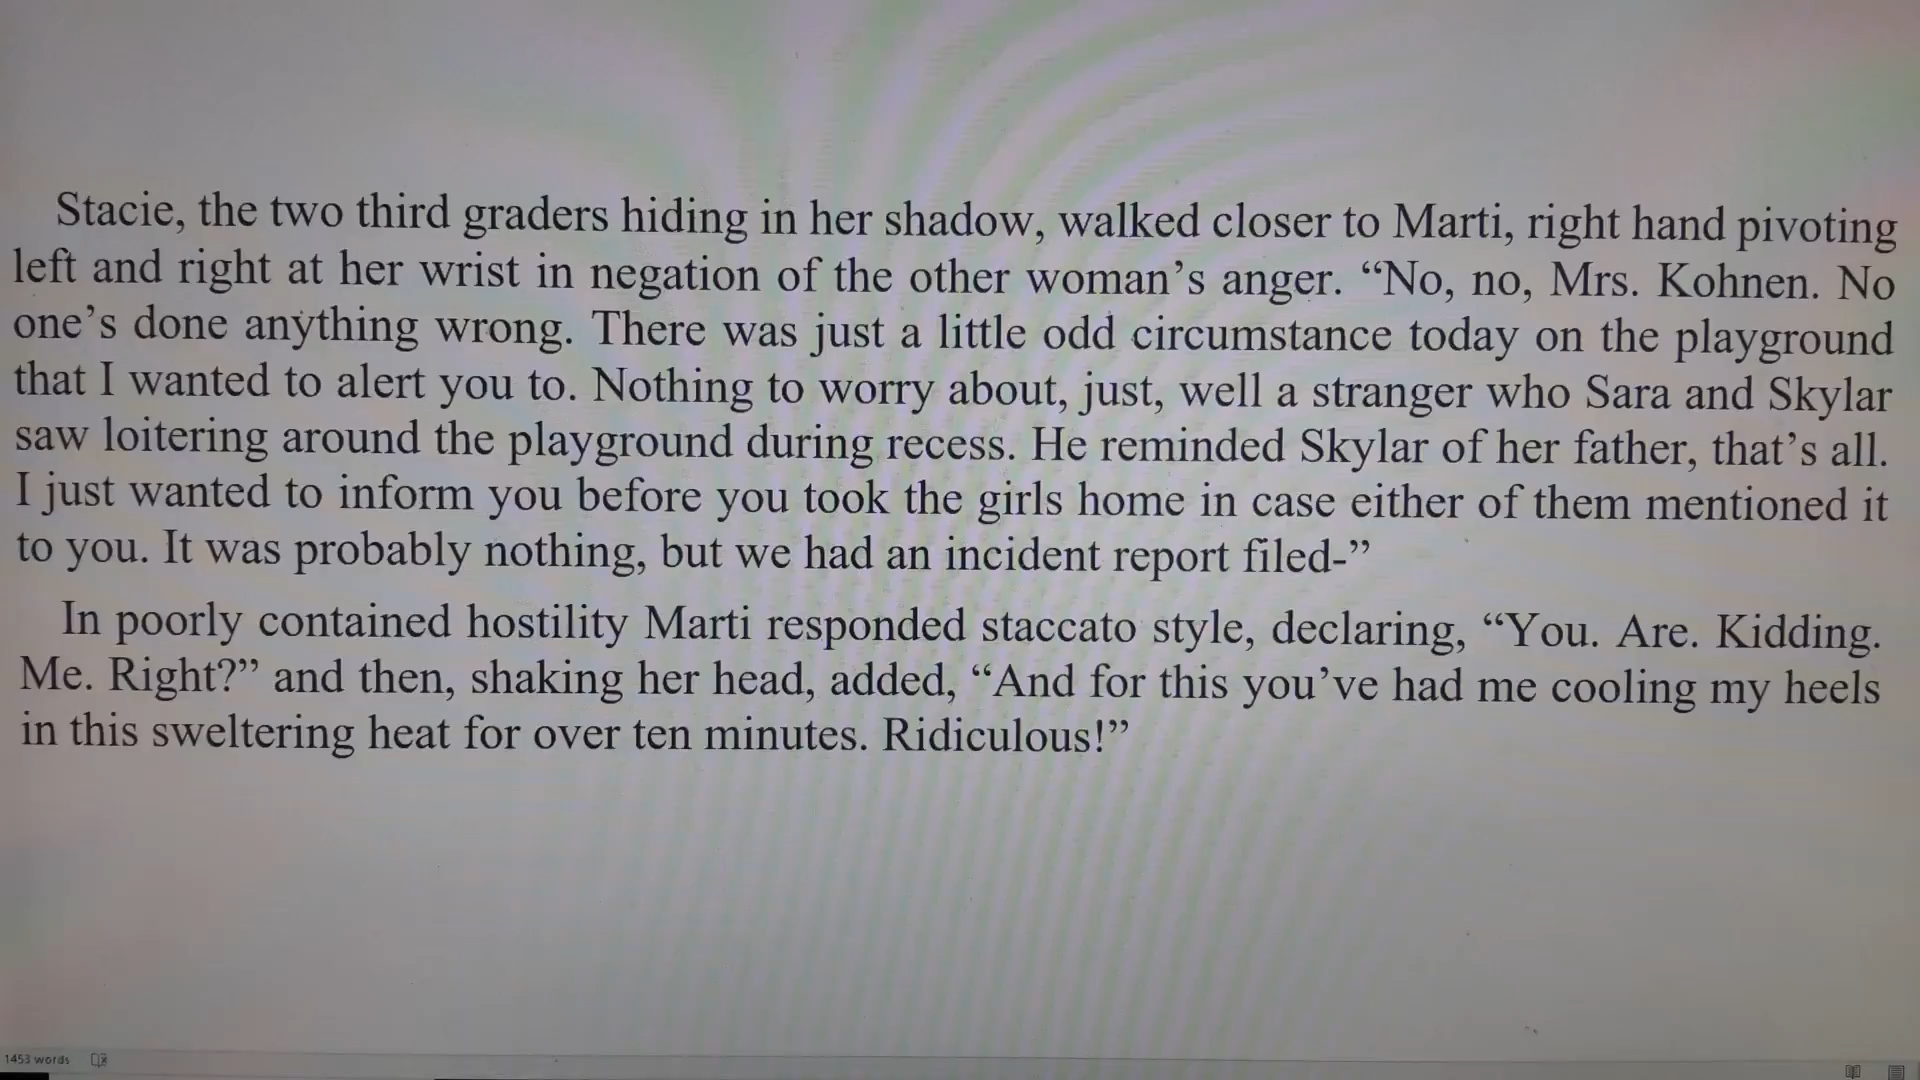 Stacie, the two third graders hiding in her shadow, walked closer to Marti, right hand pivoting
left and right at her wrist in negation of the other woman’s anger. “No, no, Mrs. Kohnen. No
one’s done anything wrong. There was just a little odd circumstance today on the playground
that I wanted to alert you to. Nothing to worry about, just, well a stranger who Sara and Skylar
saw loitering around the playground during recess. He reminded Skylar of her father, that’s all.
I just wanted to inform you before you took the girls home in case either of them mentioned it
to you. It was probably nothing, but we had an incident report filed-”
In poorly contained hostility Marti responded staccato style, declaring, “You. Are. Kidding.
Me. Right?” and then, shaking her head, added, “And for this you’ve had me cooling my heels
in this sweltering heat for over ten minutes. Ridiculous!”
1453 words